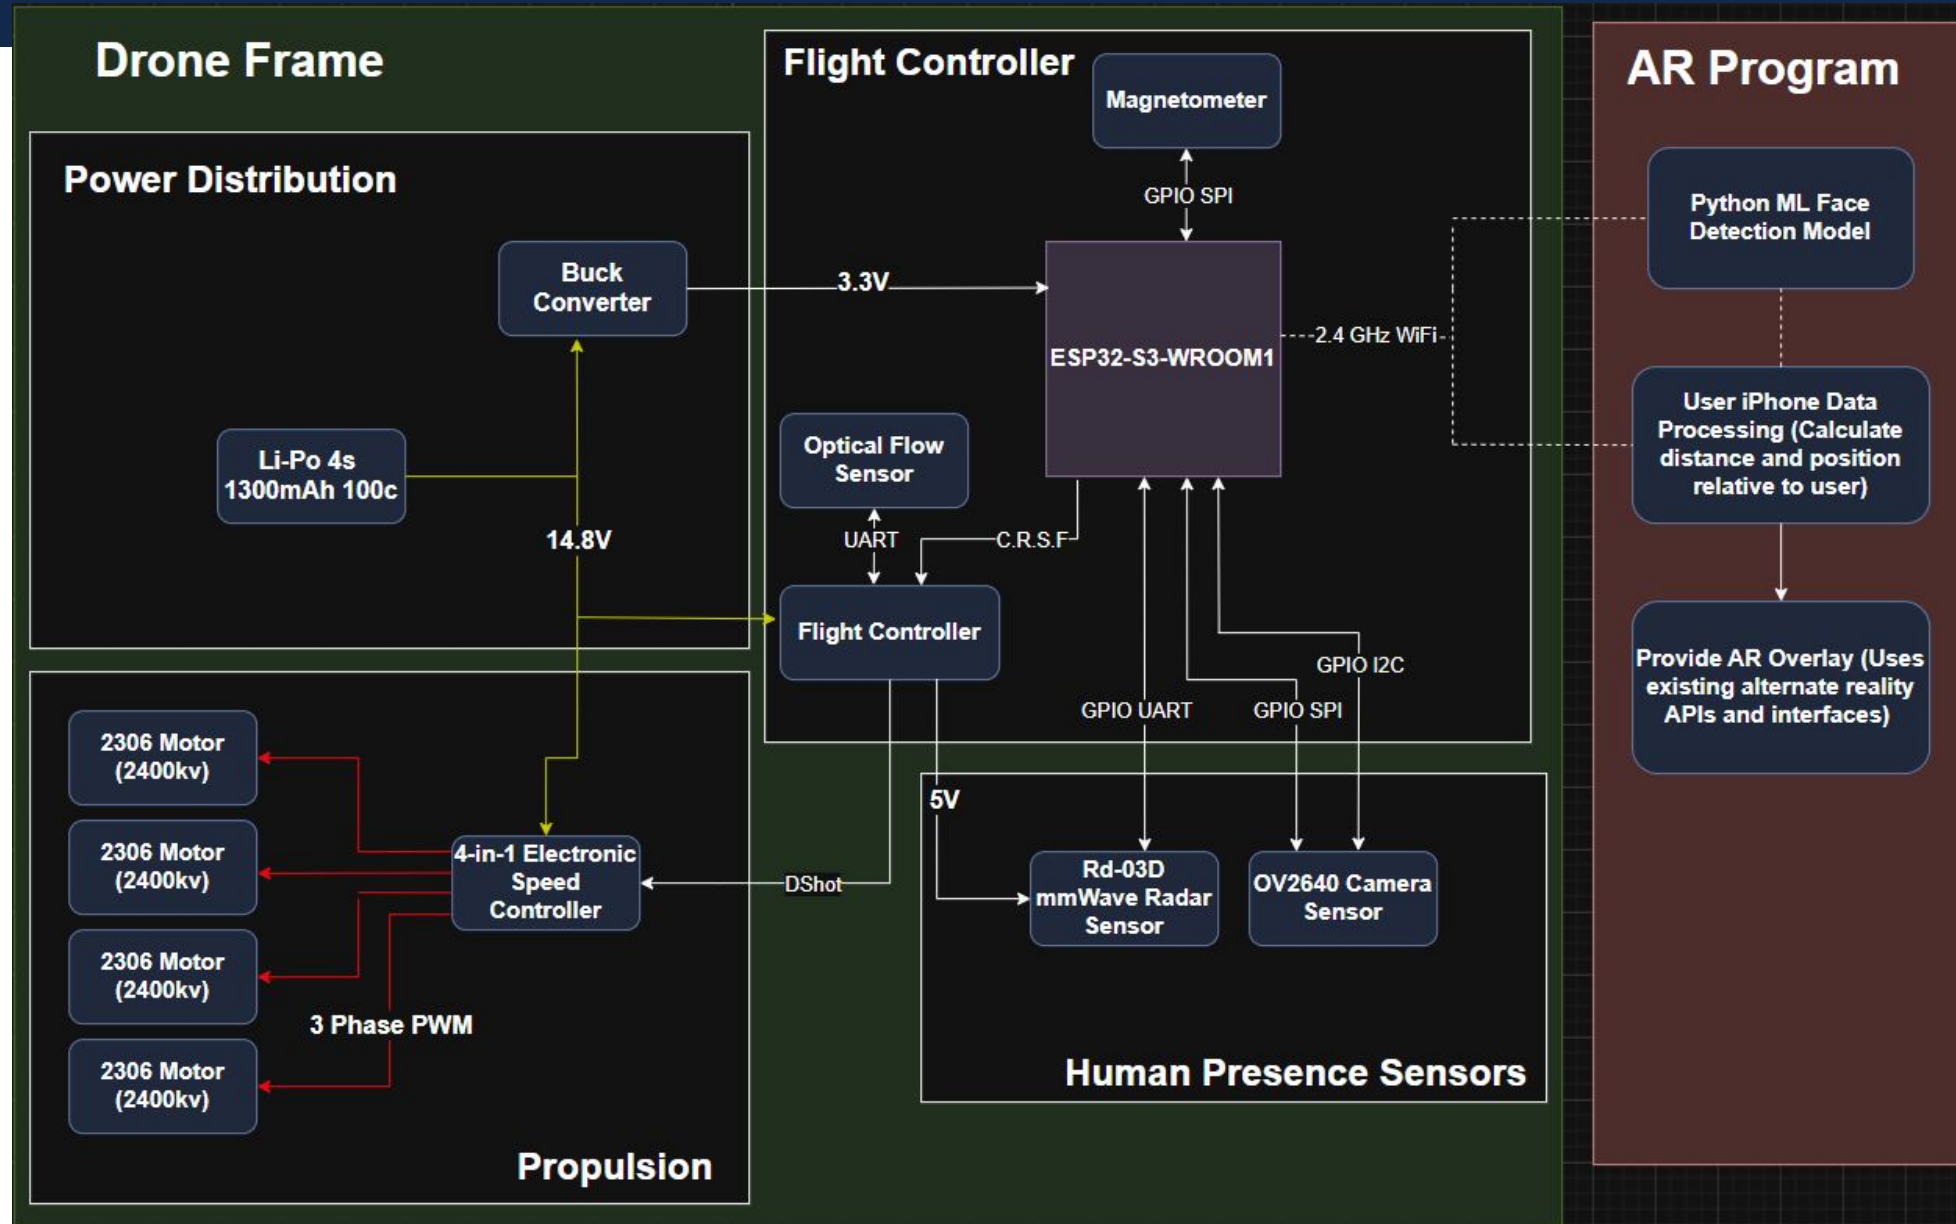 Drone Frame
Power Distribution
Buck
Converter
Li-Po 4s
1300mAh 100c
14.8V
3.3V
Flight Controller
Magnetometer
GPIO SPI
ESP32-S3-WROOM1
2.4 GHz WiFi
Optical Flow
Sensor
UART
C.R.S.F
Flight Controller
GPIO UART
GPIO SPI
GPIO I2C
2306 Motor
(2400kv)
2306 Motor
(2400kv)
2306 Motor
(2400kv)
2306 Motor
(2400kv)
4-in-1 Electronic
Speed
Controller
3 Phase PWM
Propulsion
DShot
5V
Rd-03D
mmWave Radar
Sensor
OV2640 Camera
Sensor
Human Presence Sensors
AR Program
Python ML Face
Detection Model
User iPhone Data
Processing (Calculate
distance and position
relative to user)
Provide AR Overlay (Uses
existing alternate reality
APIs and interfaces)